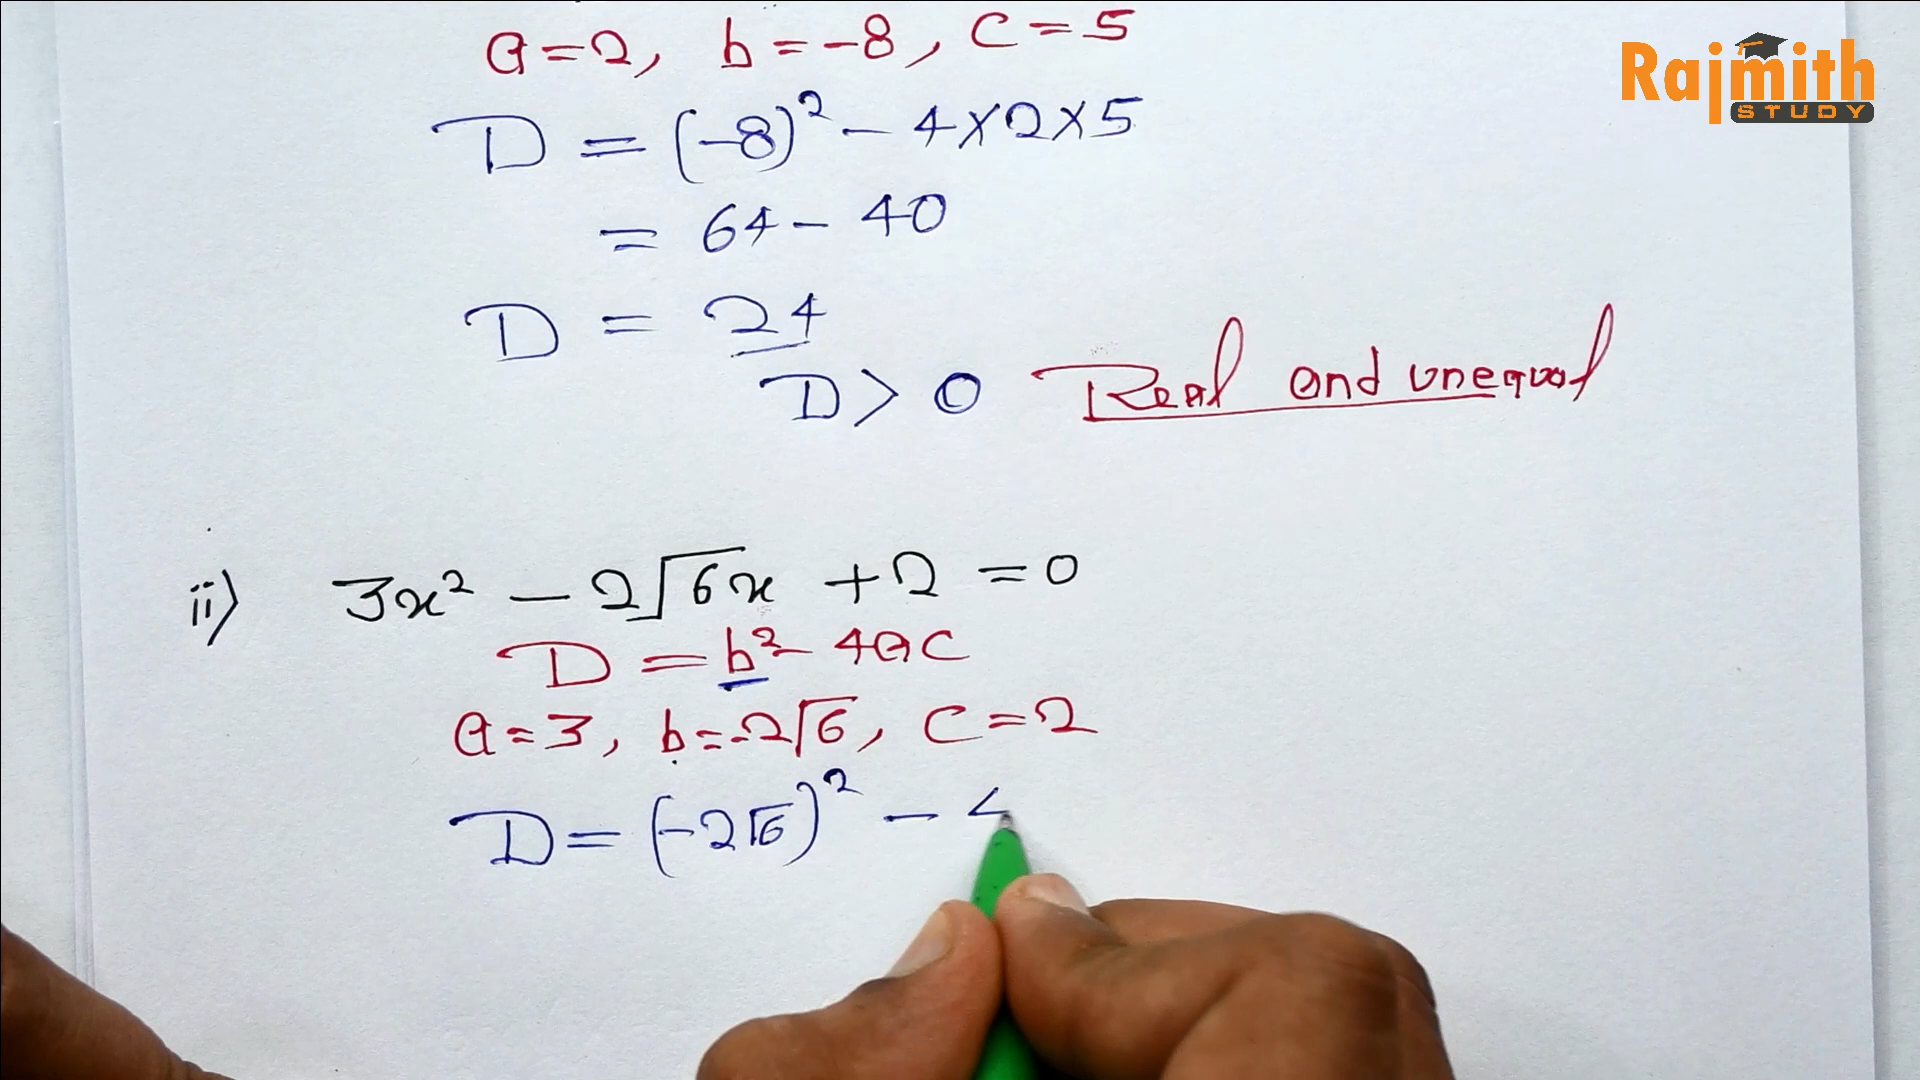 a=2, b=-8, c=5
Rajmith
STUDY
D = (-8)² - 4×2×5
= 64 - 40
D = 24
D > 0 Real and unequal
ii) 3x² - 2√6x + 2 = 0
D = b² - 4ac
a=3, b=-2√6, c=2
D = (-2√6)² - 4